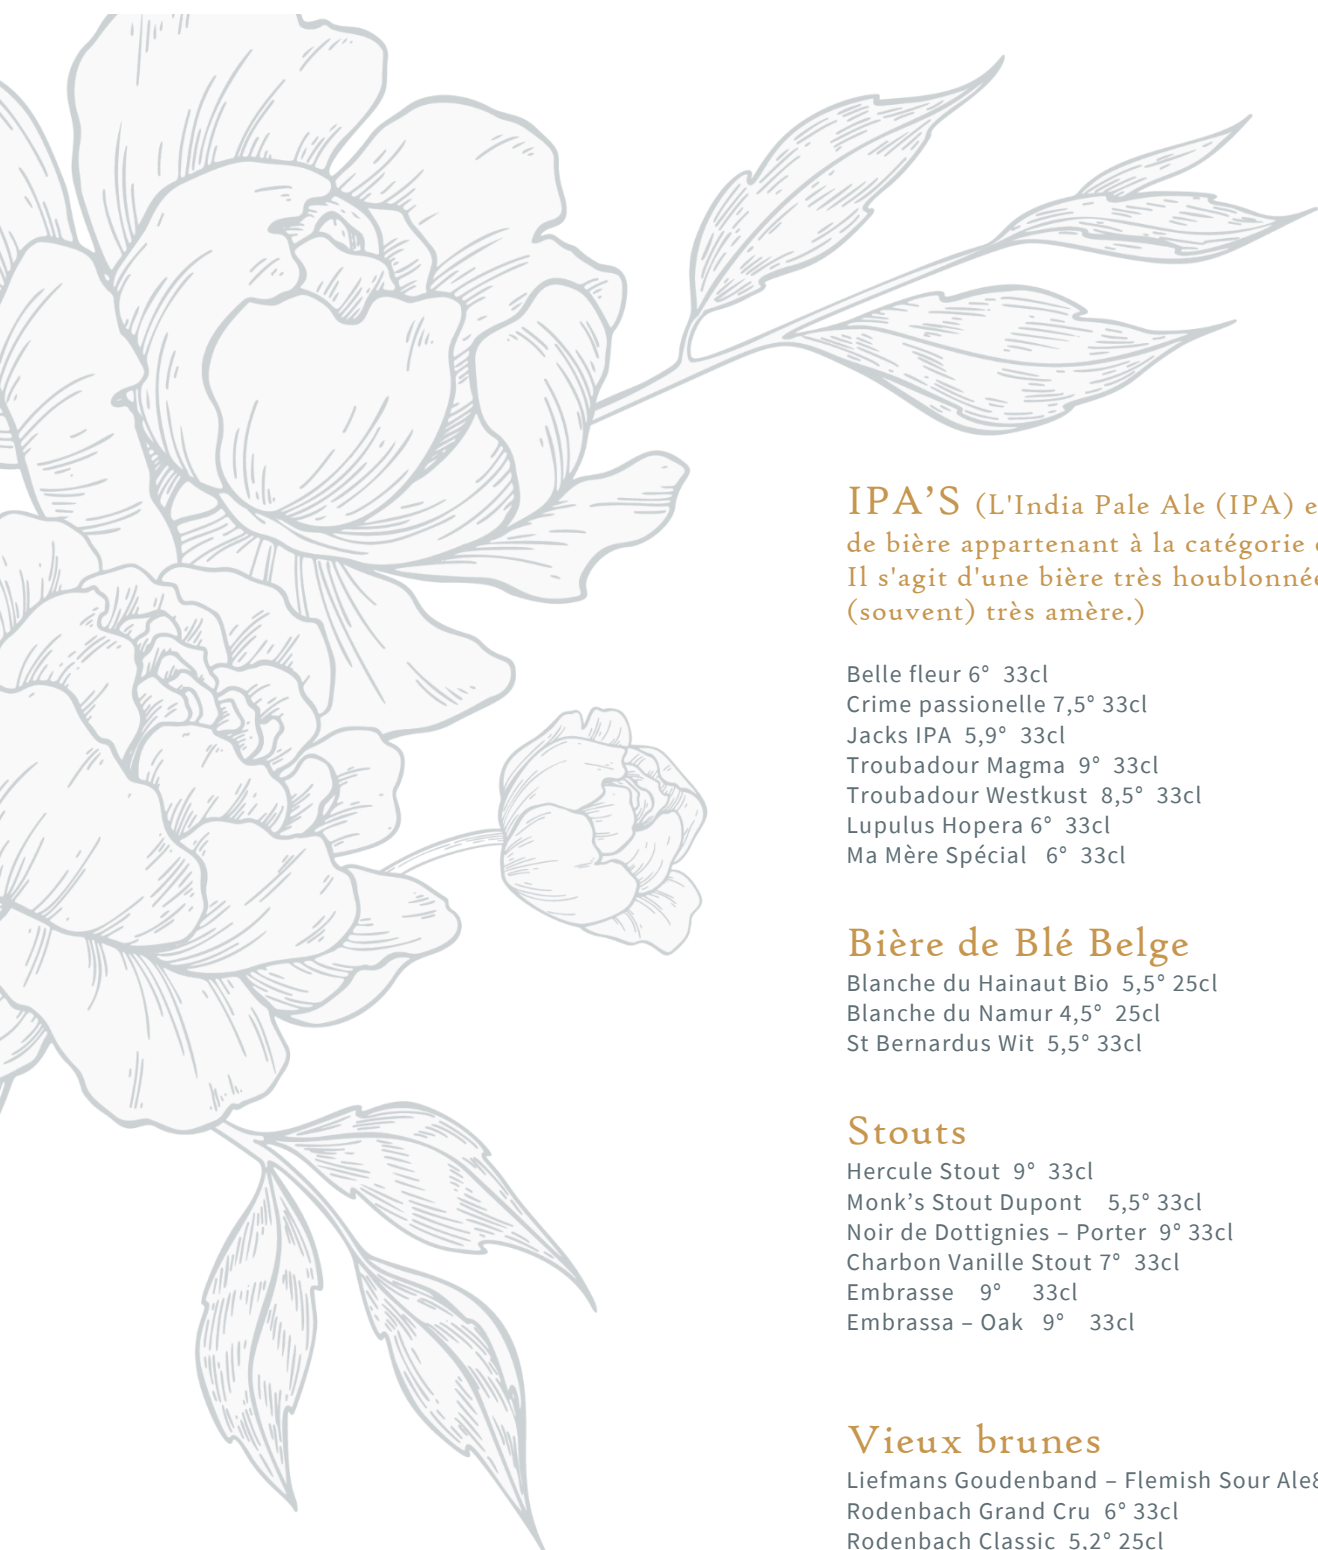 IPA’S (L'India Pale Ale (IPA)
de bière appartenant à la catégorie
Il s'agit d'une bière très houblonnée
(souvent) très amère.)
Belle fleur 6° 33cl
Crime passionelle 7,5° 33cl
Jacks IPA 5,9° 33cl
Troubadour Magma 9° 33cl
Troubadour Westkust 8,5° 33cl
Lupulus Hopera 6° 33cl
Ma Mère Spécial 6° 33cl
Bière de Blé Belge
Blanche du Hainaut Bio 5,5° 25cl
Blanche du Namur 4,5° 25cl
St Bernardus Wit 5,5° 33cl
Stouts
Hercule Stout 9° 33cl
Monk’s Stout Dupont 5,5° 33cl
Noir de Dottignies – Porter 9° 33cl
Charbon Vanille Stout 7° 33cl
Embrasse 9° 33cl
Embrassa – Oak 9° 33cl
Vieux brunes
Liefmans Goudenband – Flemish Sour Ale
Rodenbach Grand Cru 6° 33cl
Rodenbach Classic 5,2° 25cl